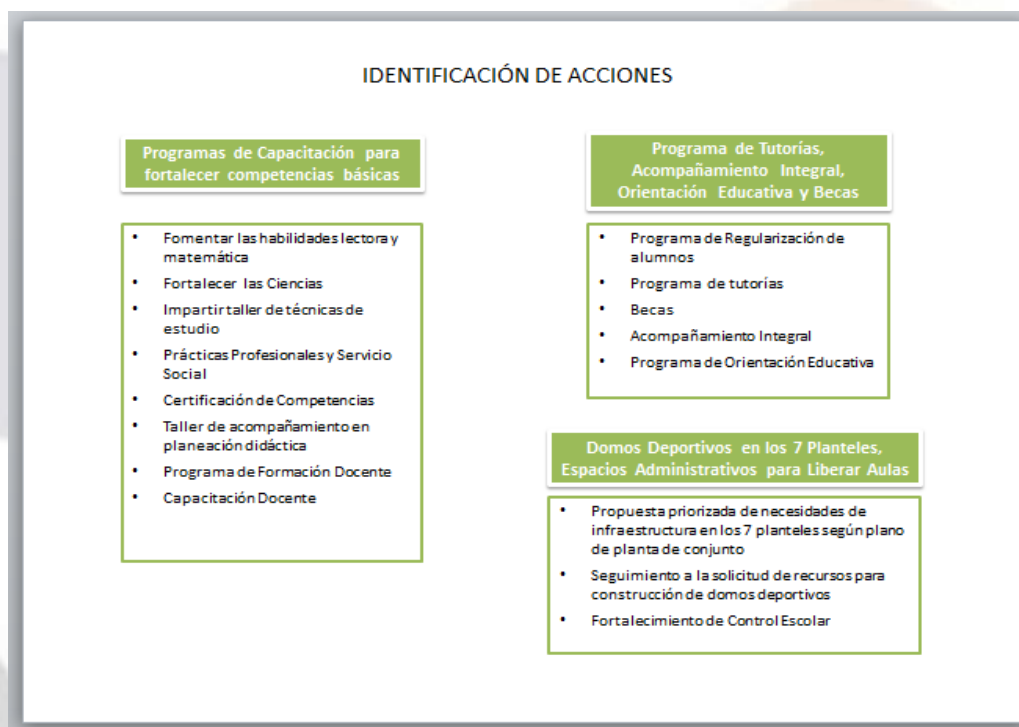 IDENTIFICACIÓN DE ACCIONES
Programas de Capacitación para
fortalecer competencias básicas
• Fomentar las habilidades lectora y
matemática
• Fortalecer las Ciencias
• Impartir taller de técnicas de
estudio
• Prácticas Profesionales y Servicio
Social
• Certificación de Competencias
• Taller de acompañamiento en
planeación didáctica
• Programa de Formación Docente
• Capacitación Docente
Programa de Tutorías,
Acompañamiento Integral,
Orientación Educativa y Becas
• Programa de Regularización de
alumnos
• Programa de tutorías
• Becas
• Acompañamiento Integral
• Programa de Orientación Educativa
Domos Deportivos en los 7 Planteles,
Espacios Administrativos para Liberar Aulas
• Propuesta priorizada de necesidades de
infraestructura en los 7 planteles según plano
de planta de conjunto
• Seguimiento a la solicitud de recursos para
construcción de domos deportivos
• Fortalecimiento de Control Escolar